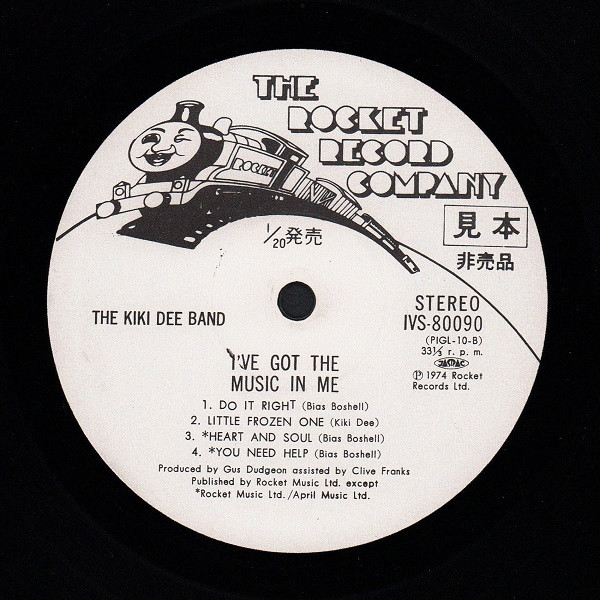 THE
ROCKET
RECORD
COMPANY
ROCKET
見本
1/20発売
非売品
THE KIKI DEE BAND
STEREO
IVS-80090
(PIGL-10-B)
33⅓ r. p. m.
JASRAC
Ⓟ 1974 Rocket
Records Ltd.
I'VE GOT THE
MUSIC IN ME
1. DO IT RIGHT (Bias Boshell)
2. LITTLE FROZEN ONE (Kiki Dee)
3. *HEART AND SOUL (Bias Boshell)
4. *YOU NEED HELP (Bias Boshell)
Produced by Gus Dudgeon assisted by Clive Franks
Published by Rocket Music Ltd. except
*Rocket Music Ltd./April Music Ltd.